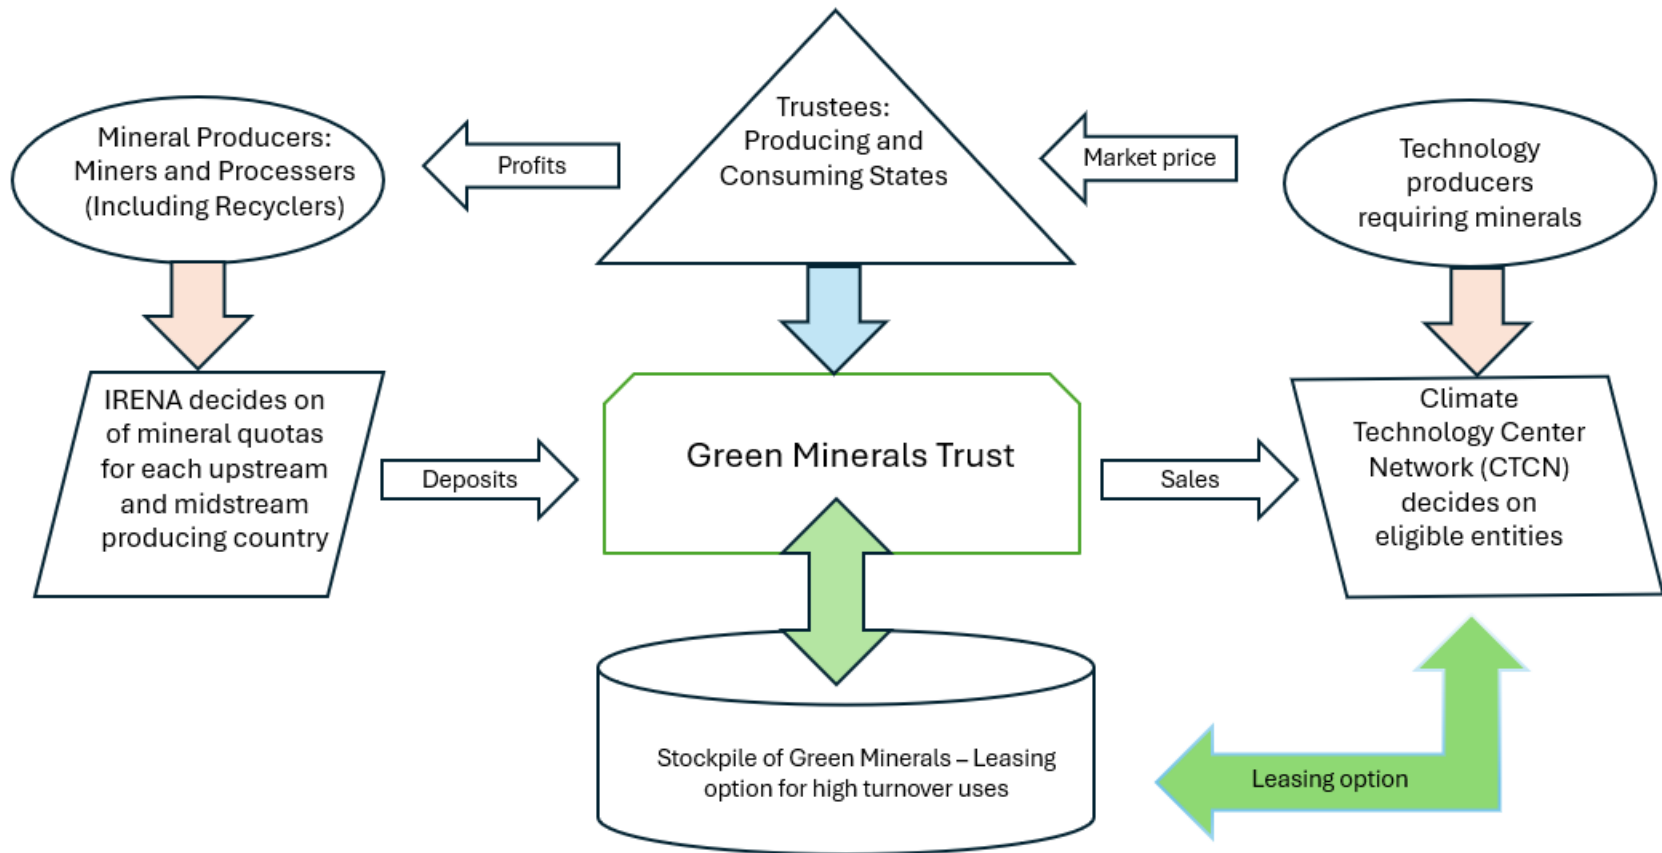 Mineral Producers:
Miners and Processers
(Including Recyclers)
Profits
Trustees:
Producing and
Consuming States
Market price
Technology
producers
requiring minerals
IRENA decides on
of mineral quotas
for each upstream
and midstream
producing country
Deposits
Green Minerals Trust
Sales
Climate
Technology Center
Network (CTCN)
decides on
eligible entities
Stockpile of Green Minerals – Leasing
option for high turnover uses
Leasing option